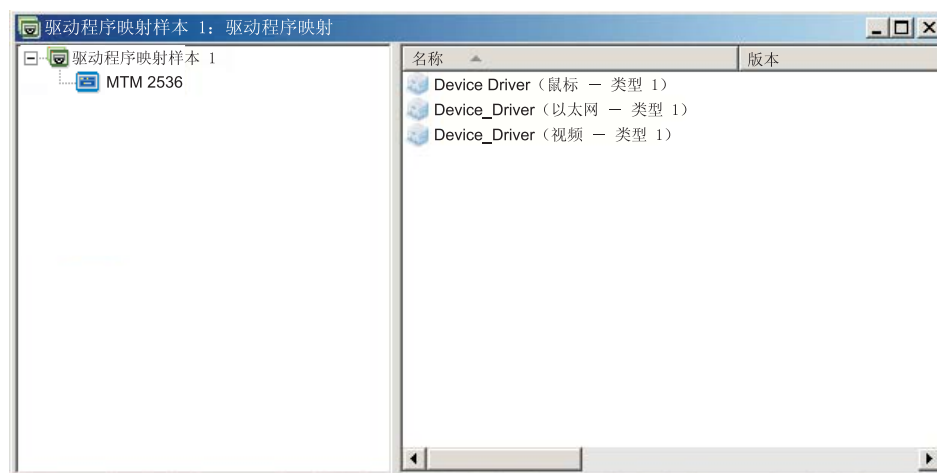 驱动程序映射样本 1：驱动程序映射
驱动程序映射样本 1
MTM 2536
名称 版本
Device Driver（鼠标 － 类型 1）
Device_Driver（以太网 － 类型 1）
Device_Driver（视频 － 类型 1）